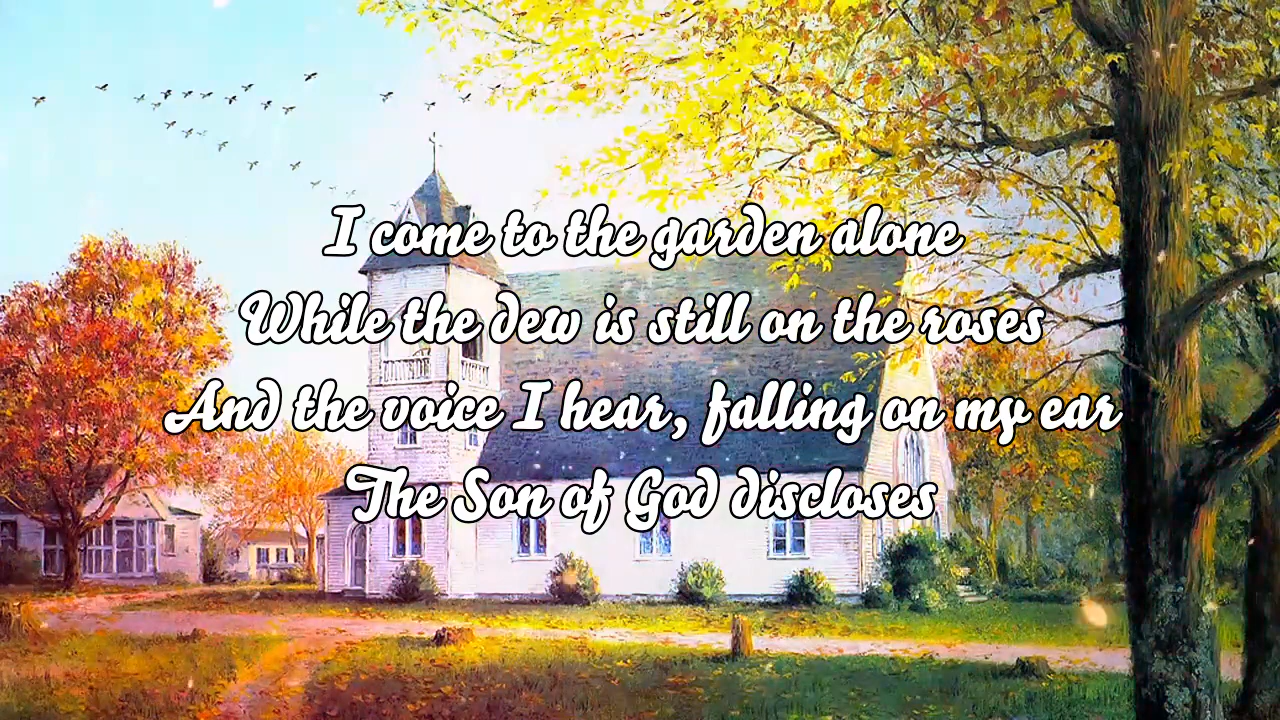 I come to the garden alone
While the dew is still on the roses
And the voice I hear, falling on my ear
The Son of God discloses